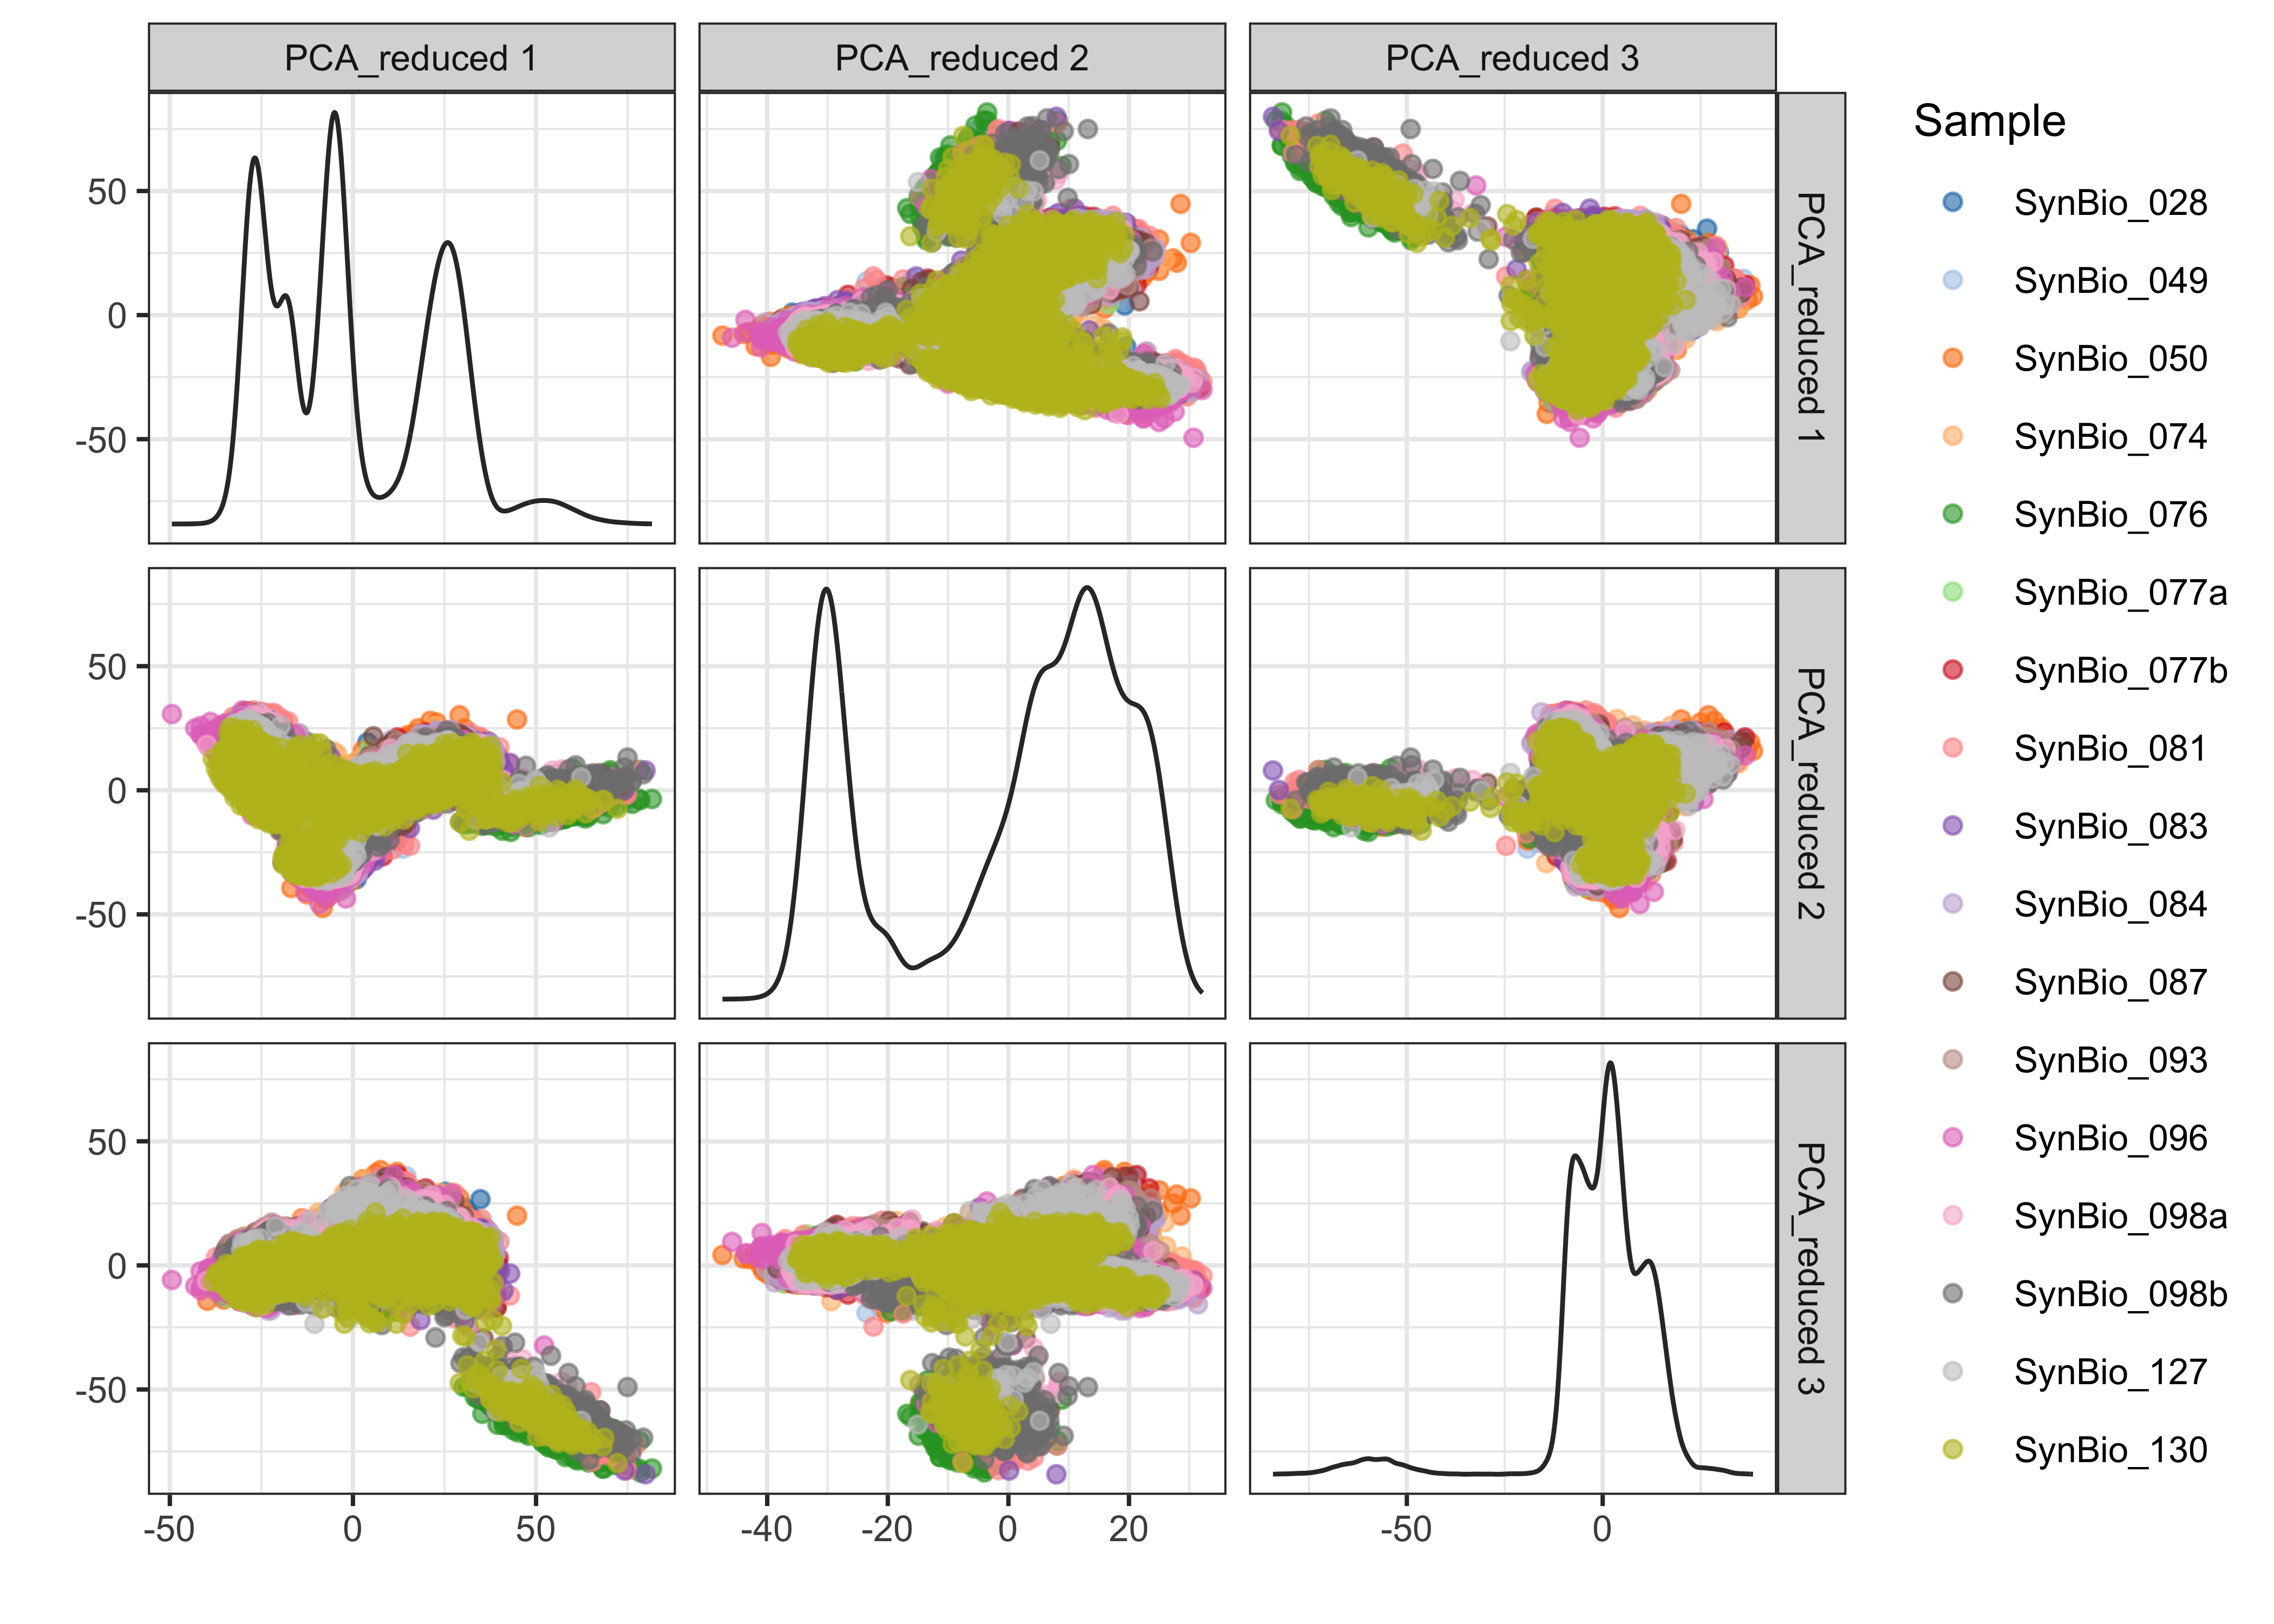 PCA_reduced 1
PCA_reduced 2
PCA_reduced 3
50
0
-50
PCA_reduced 1
50
0
-50
PCA_reduced 2
50
0
-50
PCA_reduced 3
-50 0 50
-40 -20 0 20
-50 0
Sample
SynBio_028
SynBio_049
SynBio_050
SynBio_074
SynBio_076
SynBio_077a
SynBio_077b
SynBio_081
SynBio_083
SynBio_084
SynBio_087
SynBio_093
SynBio_096
SynBio_098a
SynBio_098b
SynBio_127
SynBio_130